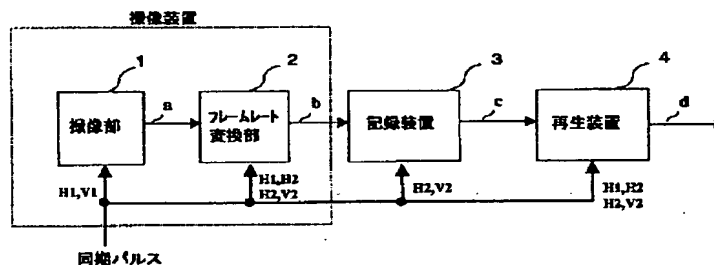 撮像装置
1
2
3
4
撮像部
a
フレームレート
変換部
b
記録装置
c
再生装置
d
H1,V1
H1,H2
H2,V2
H2,V2
H1,H2
H2,V2
同期パルス